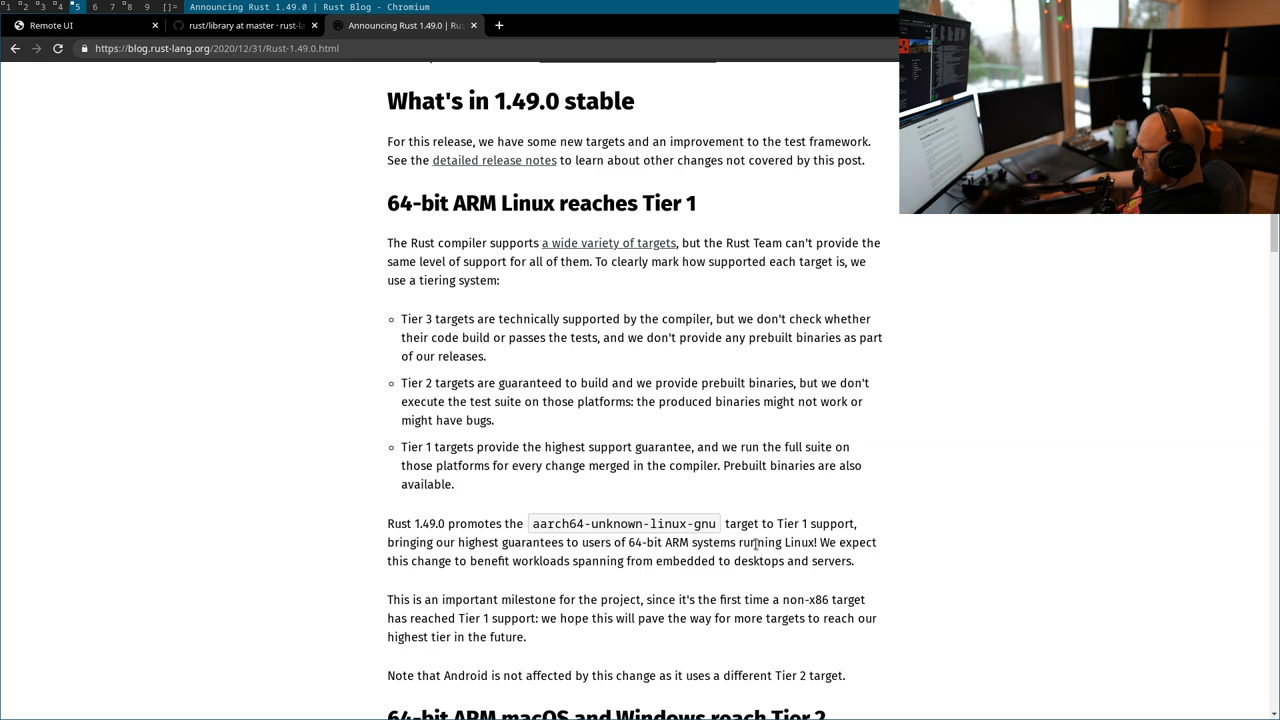 1 2 3 4 5 6 7 8 9 []= Announcing Rust 1.49.0 | Rust Blog - Chromium
Remote UI
rust/library at master · rust-la
Announcing Rust 1.49.0 | Ru
https://blog.rust-lang.org/ /12/31/Rust-1.49.0.html
What's in 1.49.0 stable
For this release, we have some new targets and an improvement to the test framework.
See the detailed release notes to learn about other changes not covered by this post.
64-bit ARM Linux reaches Tier 1
The Rust compiler supports a wide variety of targets, but the Rust Team can't provide the
same level of support for all of them. To clearly mark how supported each target is, we
use a tiering system:
Tier 3 targets are technically supported by the compiler, but we don't check whether
their code build or passes the tests, and we don't provide any prebuilt binaries as part
of our releases.
Tier 2 targets are guaranteed to build and we provide prebuilt binaries, but we don't
execute the test suite on those platforms: the produced binaries might not work or
might have bugs.
Tier 1 targets provide the highest support guarantee, and we run the full suite on
those platforms for every change merged in the compiler. Prebuilt binaries are also
available.
Rust 1.49.0 promotes the aarch64-unknown-linux-gnu target to Tier 1 support,
bringing our highest guarantees to users of 64-bit ARM systems running Linux! We expect
this change to benefit workloads spanning from embedded to desktops and servers.
This is an important milestone for the project, since it's the first time a non-x86 target
has reached Tier 1 support: we hope this will pave the way for more targets to reach our
highest tier in the future.
Note that Android is not affected by this change as it uses a different Tier 2 target.
64-bit ARM macOS and Windows reach Tier 2